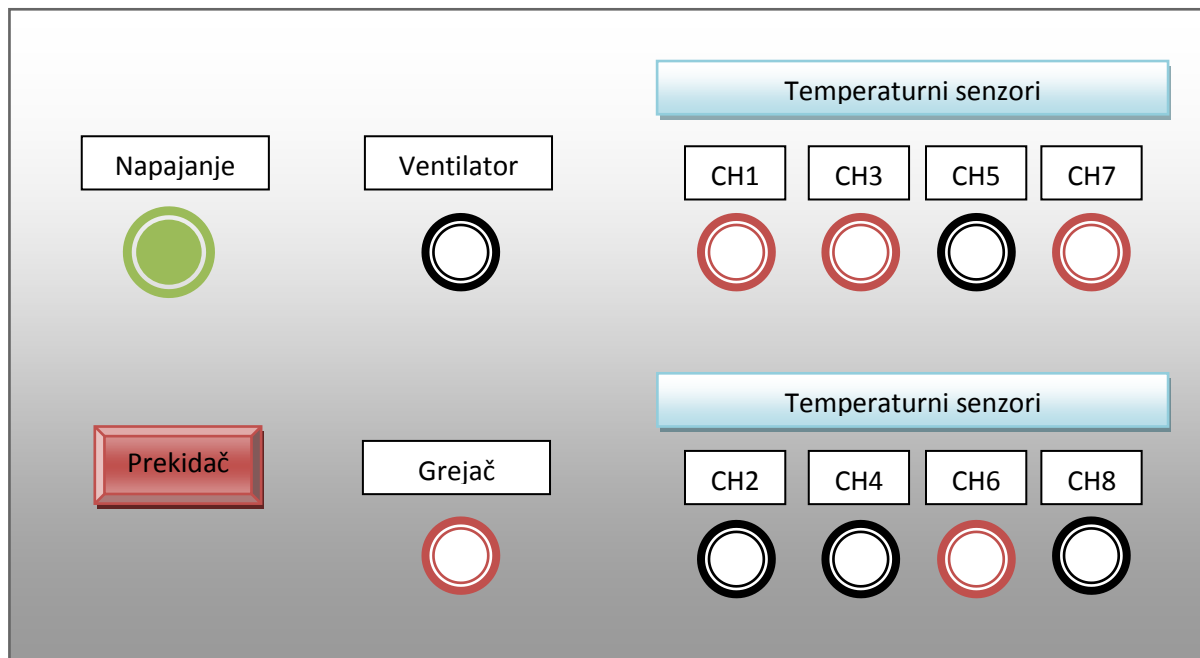 Temperaturni senzori
Napajanje
Ventilator
CH1
CH3
CH5
CH7
Temperaturni senzori
Prekidač
Grejač
CH2
CH4
CH6
CH8